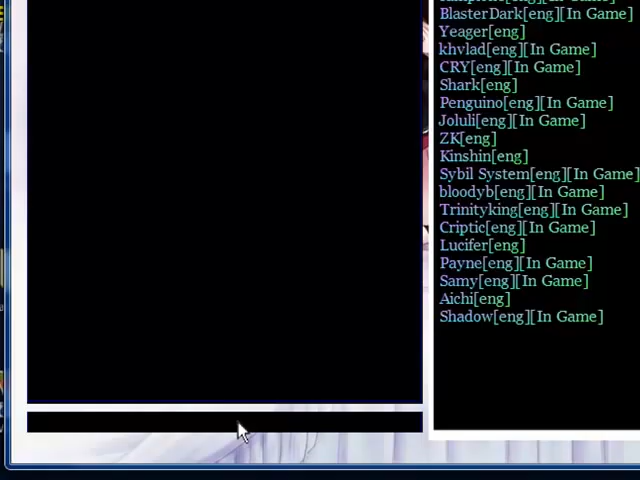 BlasterDark[eng][In Game]
Yeager[eng]
khvlad[eng][In Game]
CRY[eng][In Game]
Shark[eng]
Penguino[eng][In Game]
Joluli[eng][In Game]
ZK[eng]
Kinshin[eng]
Sybil System[eng][In Game]
bloodyb[eng][In Game]
Trinityking[eng][In Game]
Criptic[eng][In Game]
Lucifer[eng]
Payne[eng][In Game]
Samy[eng][In Game]
Aichi[eng]
Shadow[eng][In Game]